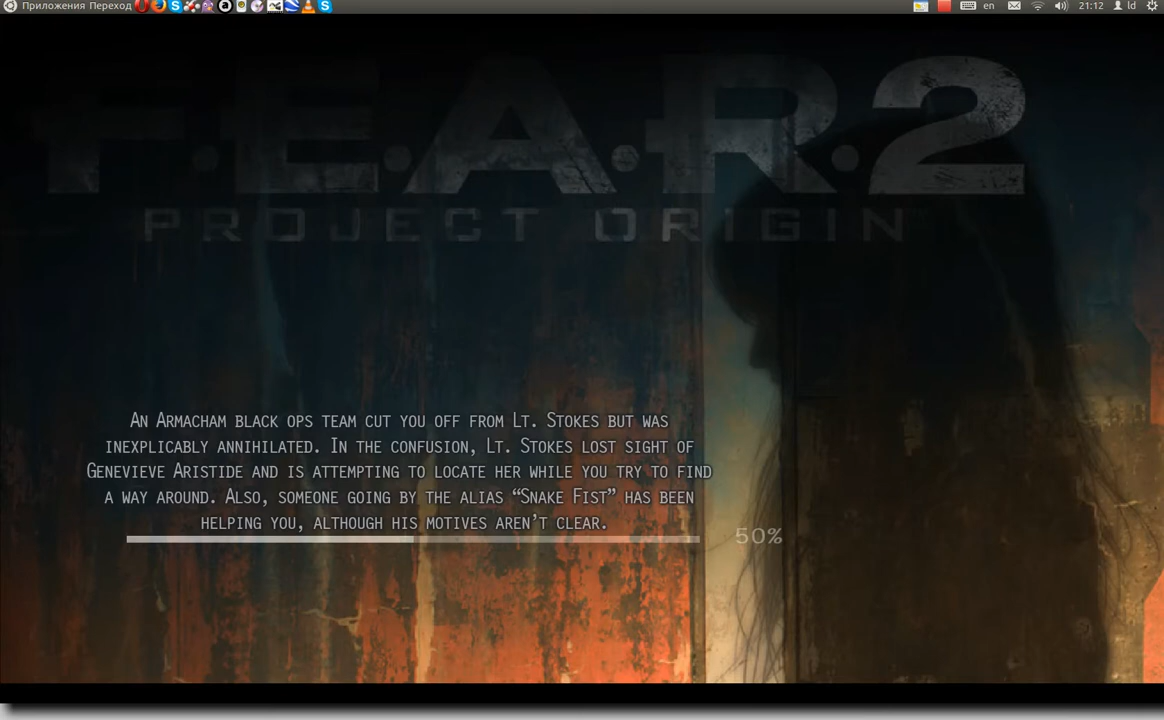 Приложения Переход
en
21:12
ld
F.E.A.R.2
PROJECT ORIGIN
An Armacham black ops team cut you off from Lt. Stokes but was
inexplicably annihilated. In the confusion, Lt. Stokes lost sight of
Genevieve Aristide and is attempting to locate her while you try to find
a way around. Also, someone going by the alias “Snake Fist” has been
helping you, although his motives aren’t clear.
50%